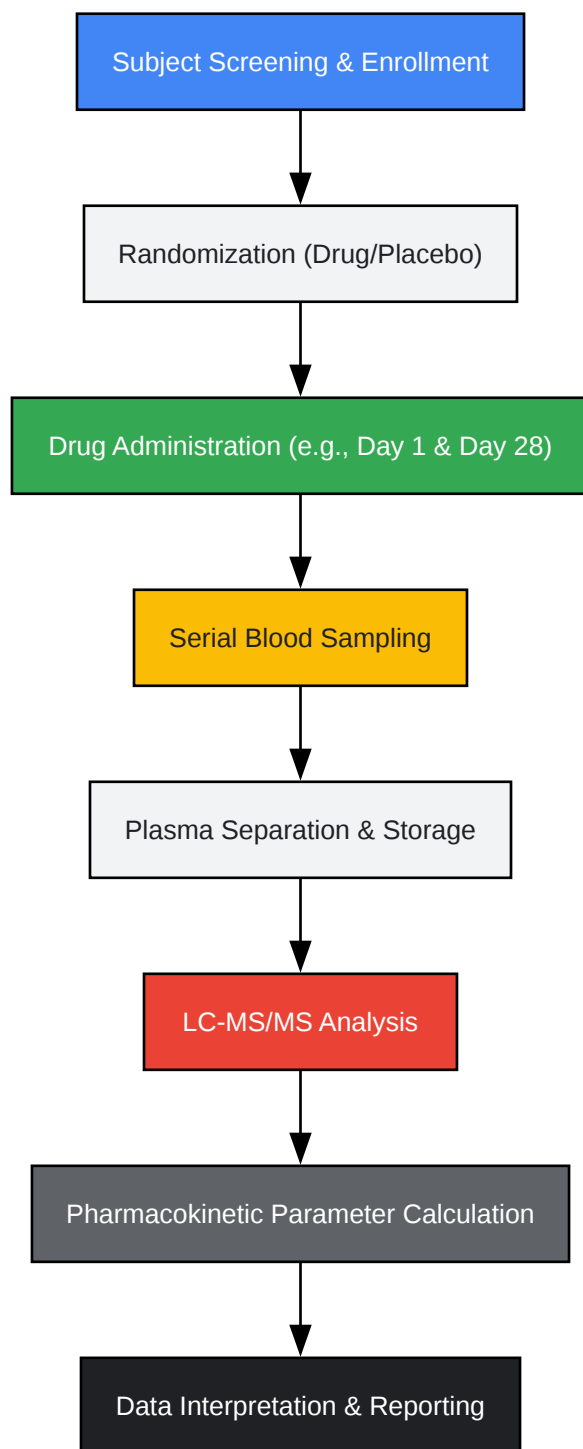 Subject Screening & Enrollment
Randomization (Drug/Placebo)
Drug Administration (e.g., Day 1 & Day 28)
Serial Blood Sampling
Plasma Separation & Storage
LC-MS/MS Analysis
Pharmacokinetic Parameter Calculation
Data Interpretation & Reporting